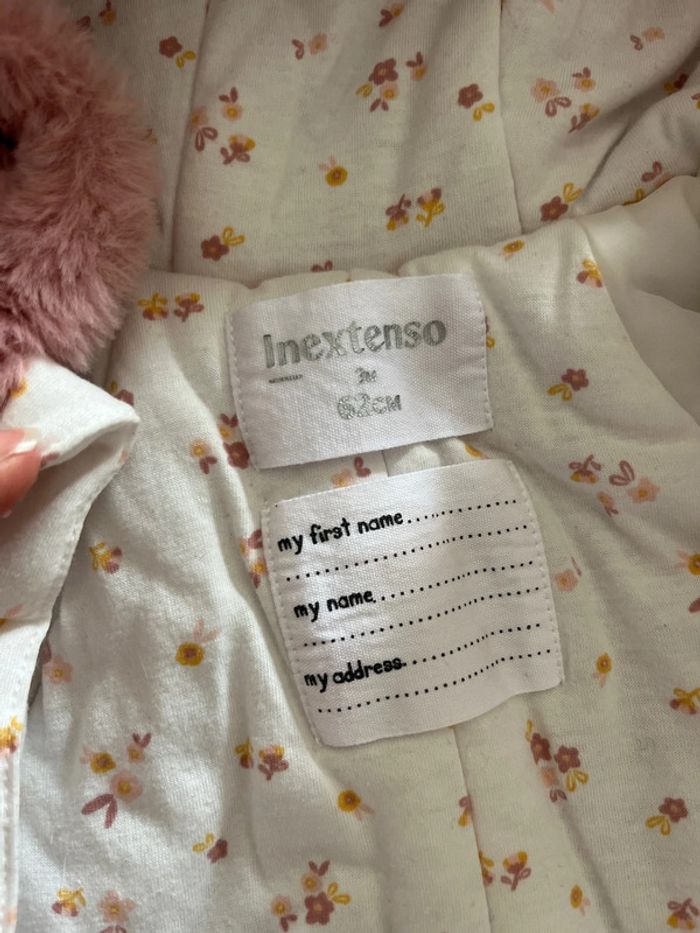 Inextenso
3M
62CM
my first name
my name
my address